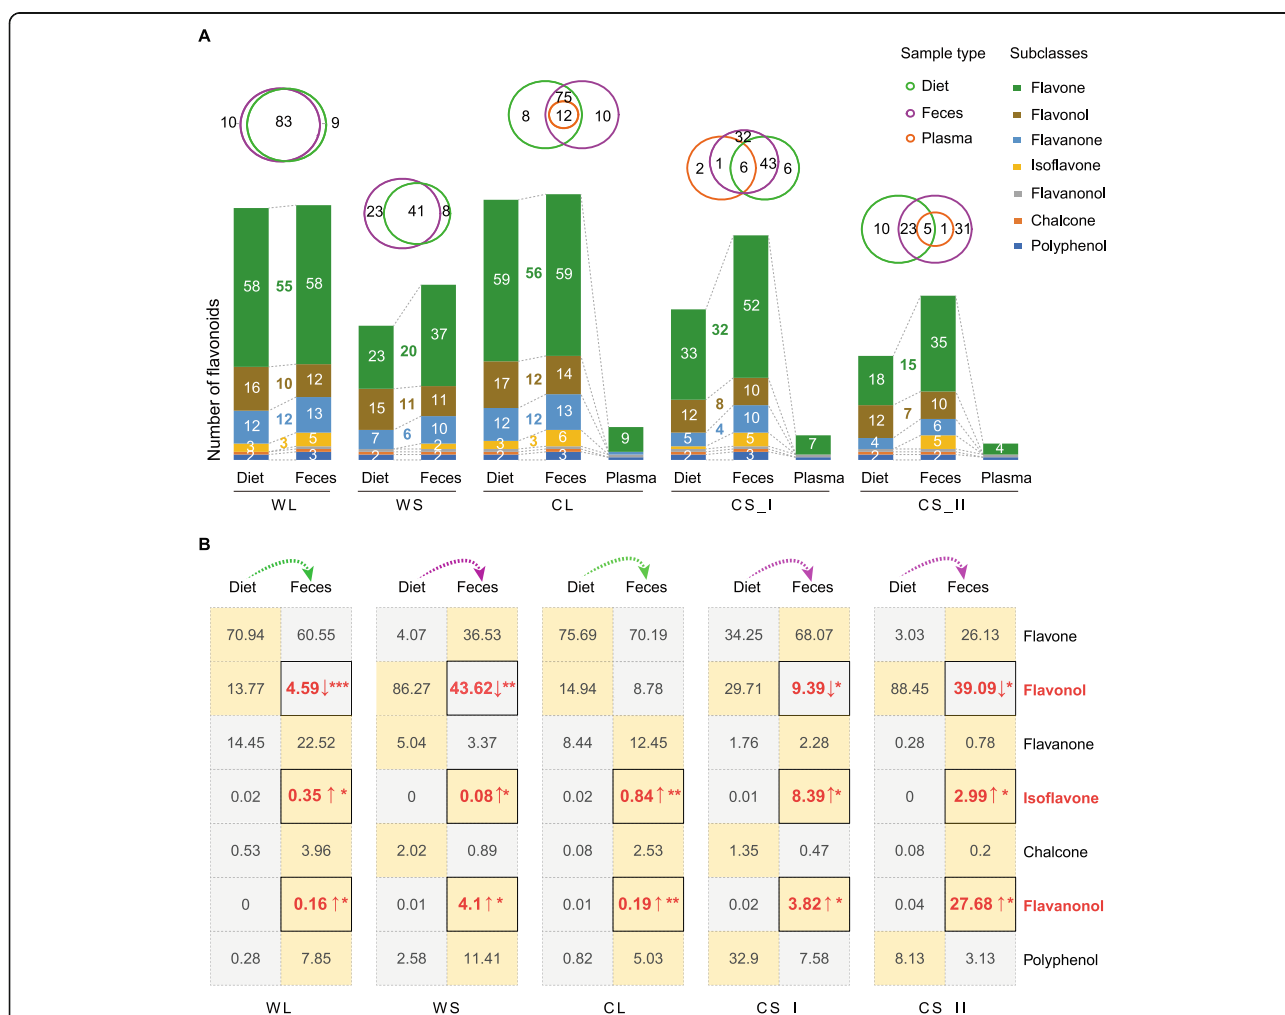 A
Sample type
Diet
Feces
Plasma
Subclasses
Flavone
Flavonol
Flavanone
Isoflavone
Flavanonol
Chalcone
Polyphenol
10 83 9
23 41 8
8 75 12 10
2 1 32 6 43 6
10 23 5 1 31
Number of flavonoids
58 55 58
16 10 12
12 12 13
3 3 5
2 3
Diet Feces
WL
23 20 37
15 11 11
7 6 10
2
2 2
Diet Feces
WS
59 56 59
17 12 14
12 12 13
3 3 6
2 3
9
Diet Feces Plasma
CL
33 32 52
12 8 10
5 4 10
5
2 3
7
Diet Feces Plasma
CS_I
18 15 35
12 7 10
4 6
5
2 2
4
Diet Feces Plasma
CS_II
B
Diet Feces Diet Feces Diet Feces Diet Feces Diet Feces
70.94 60.55 4.07 36.53 75.69 70.19 34.25 68.07 3.03 26.13 Flavone
13.77 4.59↓*** 86.27 43.62↓** 14.94 8.78 29.71 9.39↓* 88.45 39.09↓* Flavonol
14.45 22.52 5.04 3.37 8.44 12.45 1.76 2.28 0.28 0.78 Flavanone
0.02 0.35↑* 0 0.08↑* 0.02 0.84↑** 0.01 8.39↑* 0 2.99↑* Isoflavone
0.53 3.96 2.02 0.89 0.08 2.53 1.35 0.47 0.08 0.2 Chalcone
0 0.16↑* 0.01 4.1↑* 0.01 0.19↑** 0.02 3.82↑* 0.04 27.68↑* Flavanonol
0.28 7.85 2.58 11.41 0.82 5.03 32.9 7.58 8.13 3.13 Polyphenol
WL WS CL CS I CS II